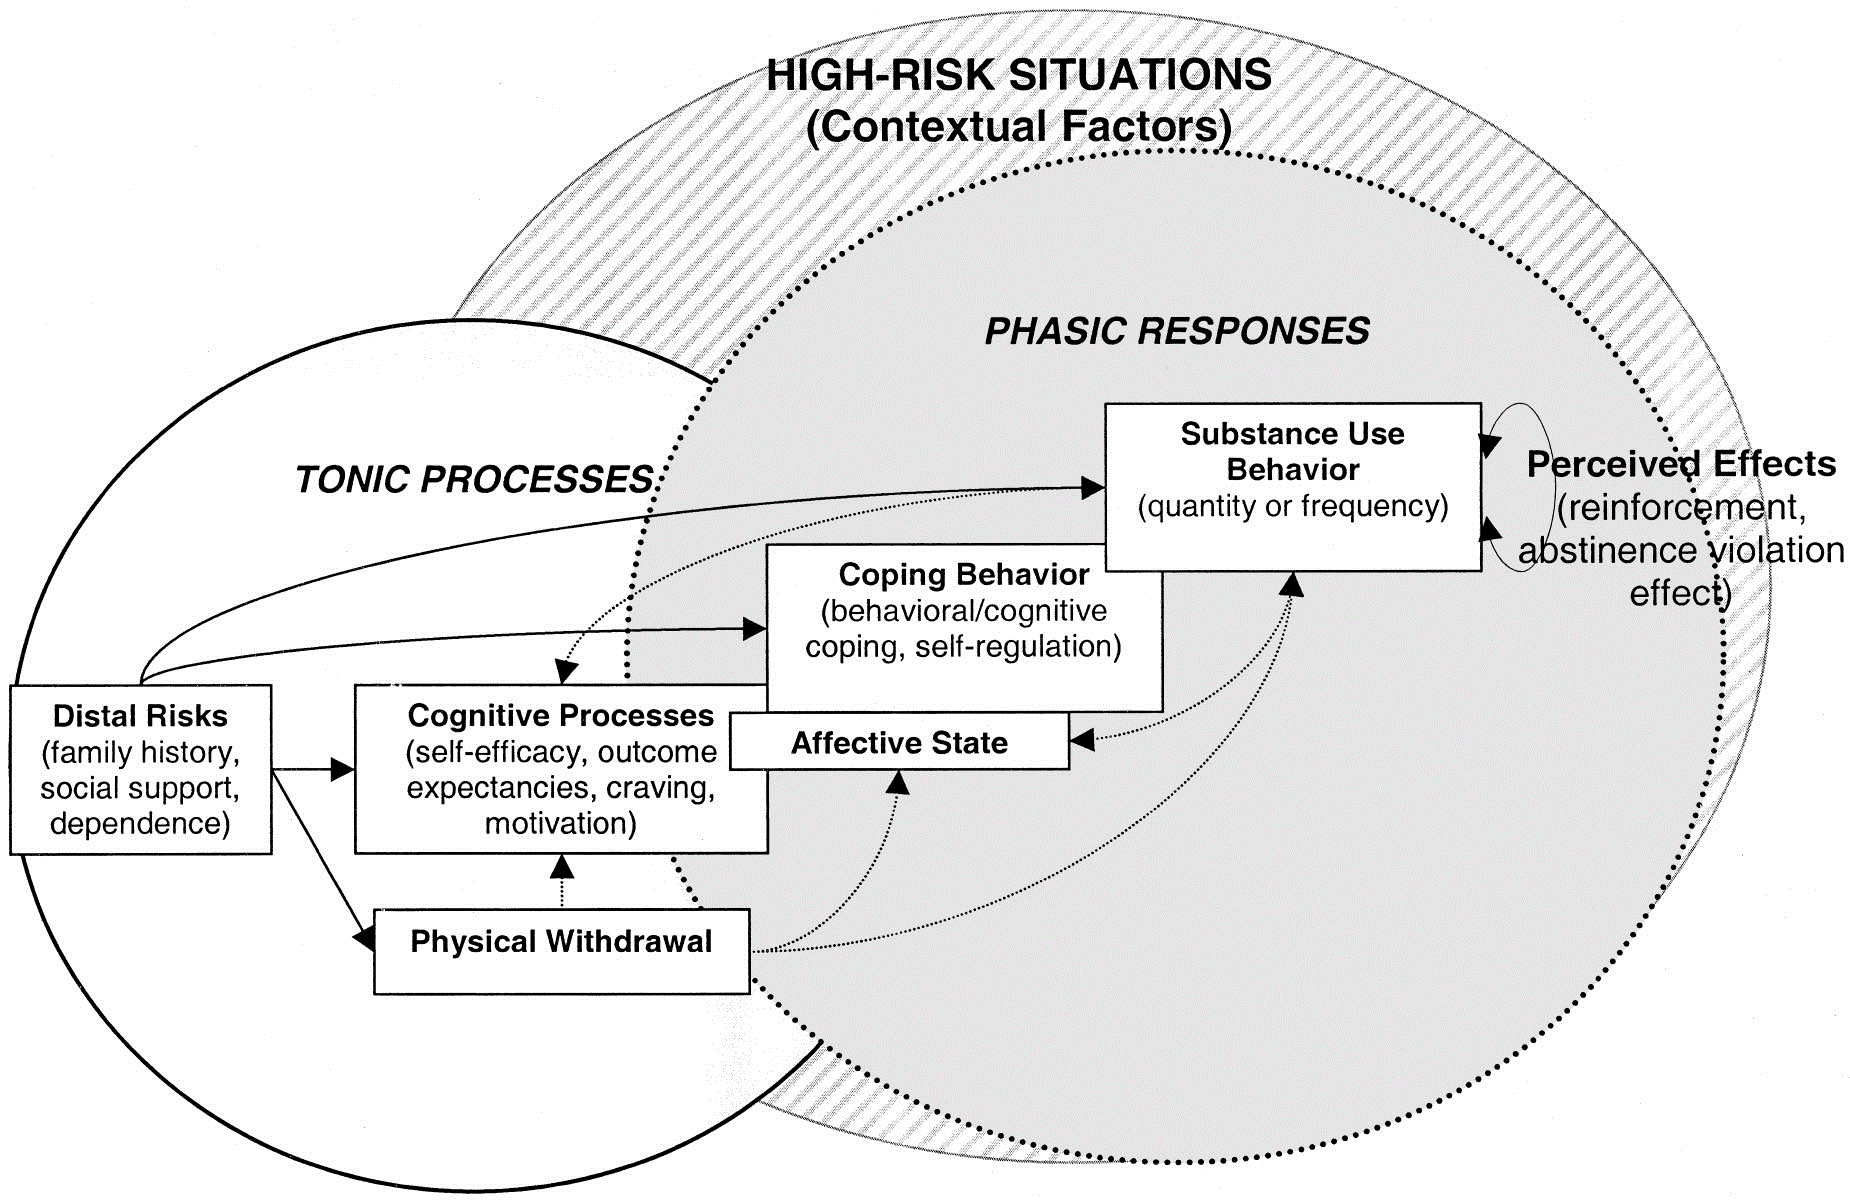 HIGH-RISK SITUATIONS
(Contextual Factors)
PHASIC RESPONSES
TONIC PROCESSES
Substance Use
Behavior
(quantity or frequency)
Perceived Effects
(reinforcement,
abstinence violation
effect)
Coping Behavior
(behavioral/cognitive
coping, self-regulation)
Distal Risks
(family history,
social support,
dependence)
Cognitive Processes
(self-efficacy, outcome
expectancies, craving,
motivation)
Affective State
Physical Withdrawal